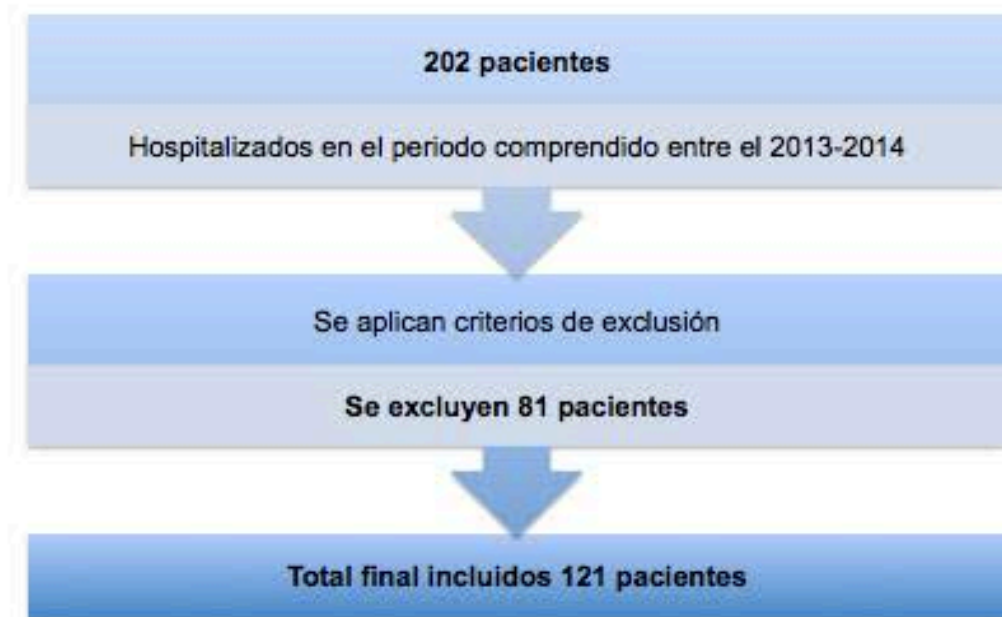 202 pacientes
Hospitalizados en el periodo comprendido entre el 2013-2014
Se aplican criterios de exclusión
Se excluyen 81 pacientes
Total final incluidos 121 pacientes